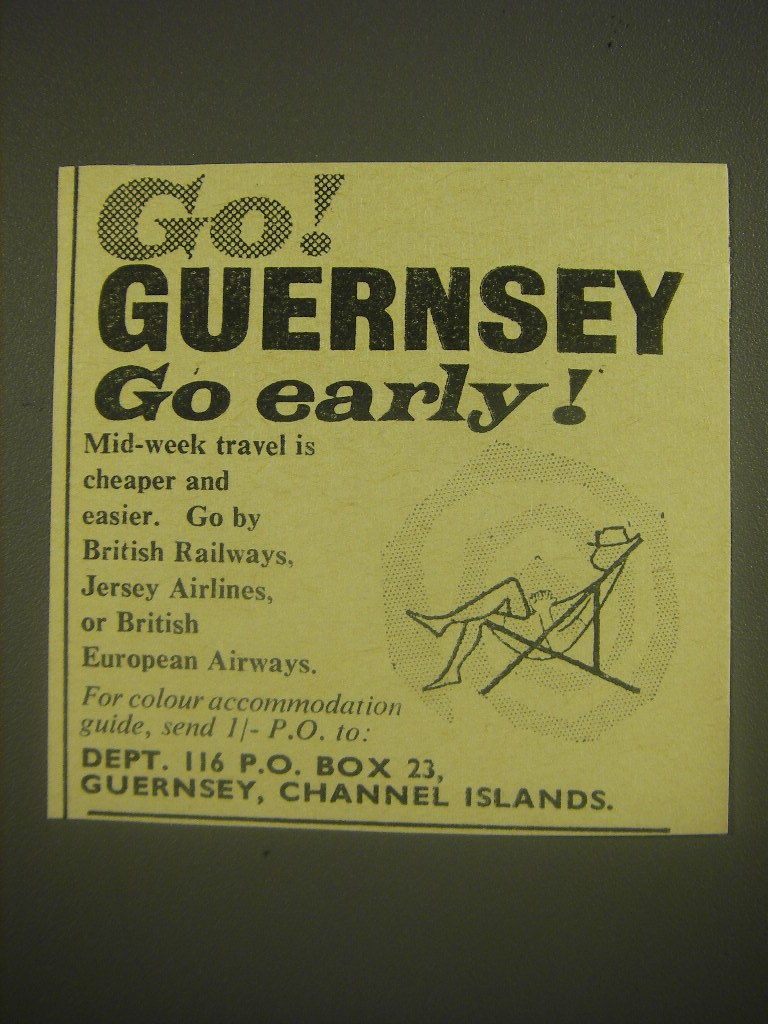 Go!
GUERNSEY
Go early!
Mid-week travel is
cheaper and
easier. Go by
British Railways,
Jersey Airlines,
or British
European Airways.
For colour accommodation
guide, send 1/- P.O. to:
DEPT. 116 P.O. BOX 23,
GUERNSEY, CHANNEL ISLANDS.